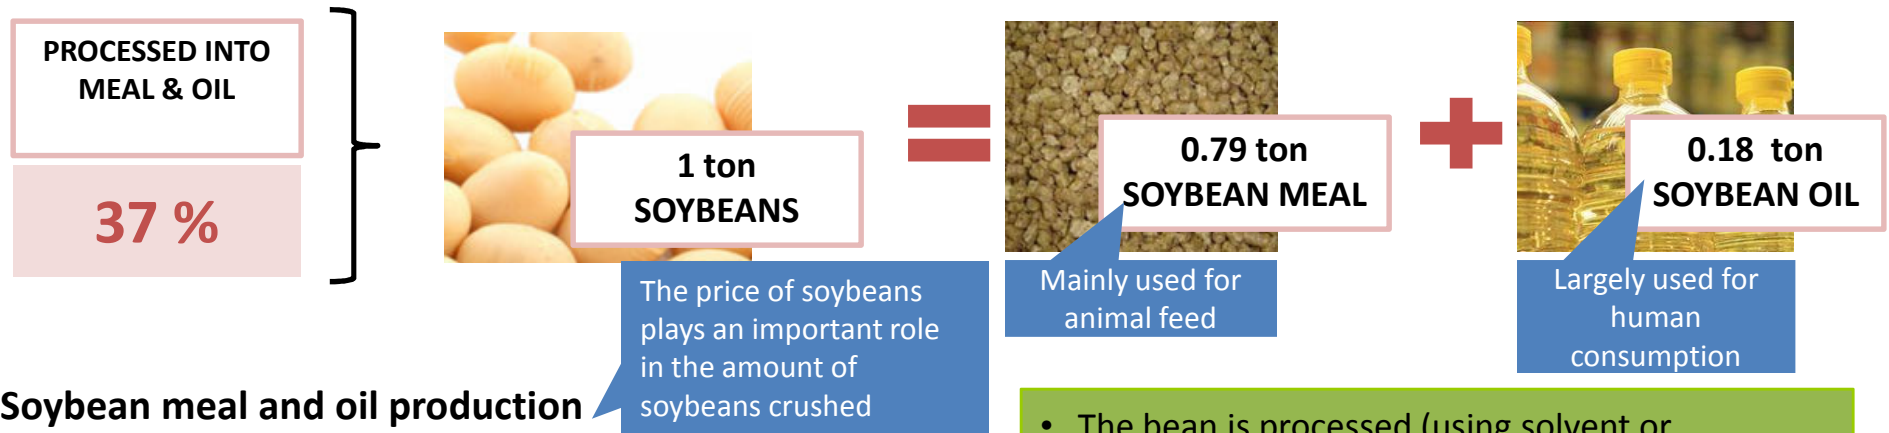 PROCESSED INTO
MEAL & OIL
37 %
1 ton
SOYBEANS
0.79 ton
SOYBEAN MEAL
0.18 ton
SOYBEAN OIL
The price of soybeans
plays an important role
in the amount of
soybeans crushed
Mainly used for
animal feed
Largely used for
human
consumption
Soybean meal and oil production
• The bean is processed (using solvent or